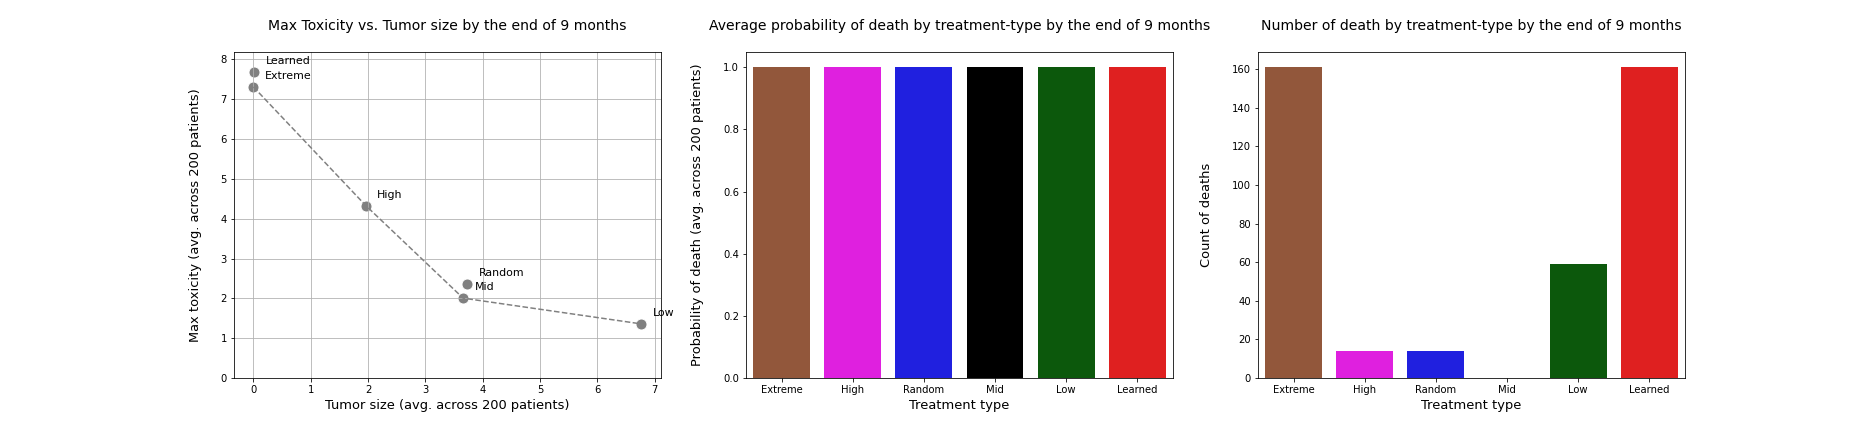 Max Toxicity vs. Tumor size by the end of 9 months
8
7
6
5
4
3
2
1
0
Max toxicity (avg. across 200 patients)
Learned
Extreme
High
Random
Mid
Low
0 1 2 3 4 5 6 7
Tumor size (avg. across 200 patients)
Average probability of death by treatment-type by the end of 9 months
1.0
0.8
0.6
0.4
0.2
0.0
Probability of death (avg. across 200 patients)
Extreme High Random Mid Low Learned
Treatment type
Number of death by treatment-type by the end of 9 months
160
140
120
100
80
60
40
20
0
Count of deaths
Extreme High Random Mid Low Learned
Treatment type